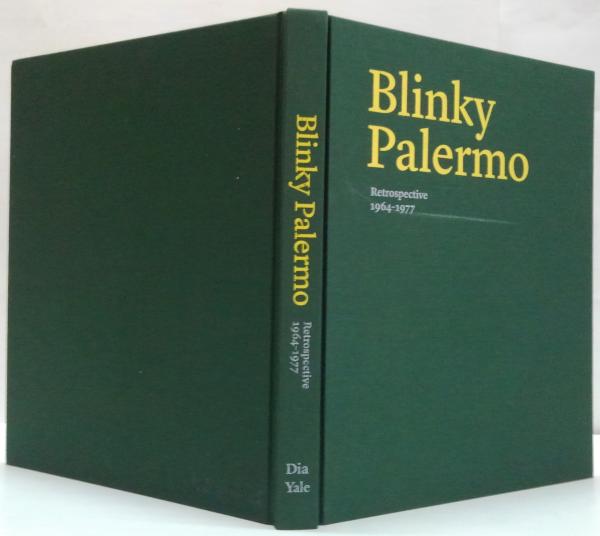 Blinky
Palermo
Retrospective
1964-1977
Blinky Palermo
Retrospective
1964-1977
Dia
Yale